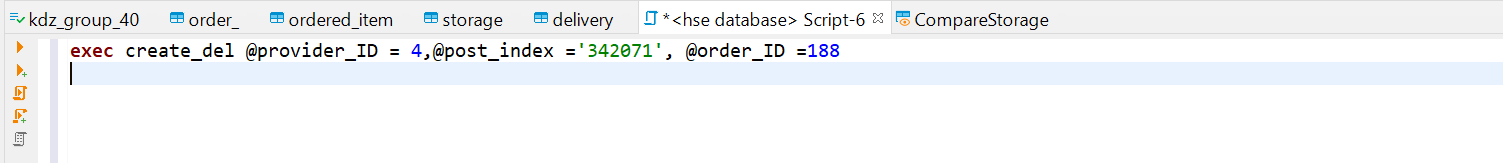 kdz_group_40 order_ ordered_item storage delivery *<hse database> Script-6 CompareStorage
exec create_del @provider_ID = 4,@post_index ='342071', @order_ID =188